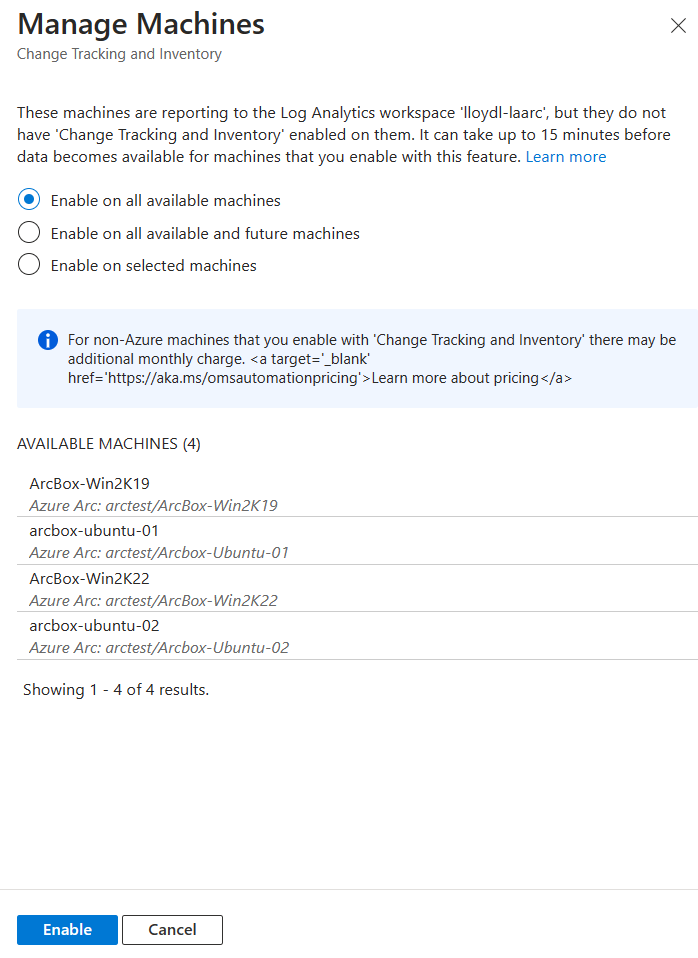 Manage Machines
Change Tracking and Inventory
These machines are reporting to the Log Analytics workspace 'lloydl-laarc', but they do not
have 'Change Tracking and Inventory' enabled on them. It can take up to 15 minutes before
data becomes available for machines that you enable with this feature. Learn more
Enable on all available machines
Enable on all available and future machines
Enable on selected machines
For non-Azure machines that you enable with 'Change Tracking and Inventory' there may be
additional monthly charge. <a target='_blank'
href='https://aka.ms/omsautomationpricing'>Learn more about pricing</a>
AVAILABLE MACHINES (4)
ArcBox-Win2K19
Azure Arc: arctest/ArcBox-Win2K19
arcbox-ubuntu-01
Azure Arc: arctest/Arcbox-Ubuntu-01
ArcBox-Win2K22
Azure Arc: arctest/ArcBox-Win2K22
arcbox-ubuntu-02
Azure Arc: arctest/Arcbox-Ubuntu-02
Showing 1 - 4 of 4 results.
Enable Cancel